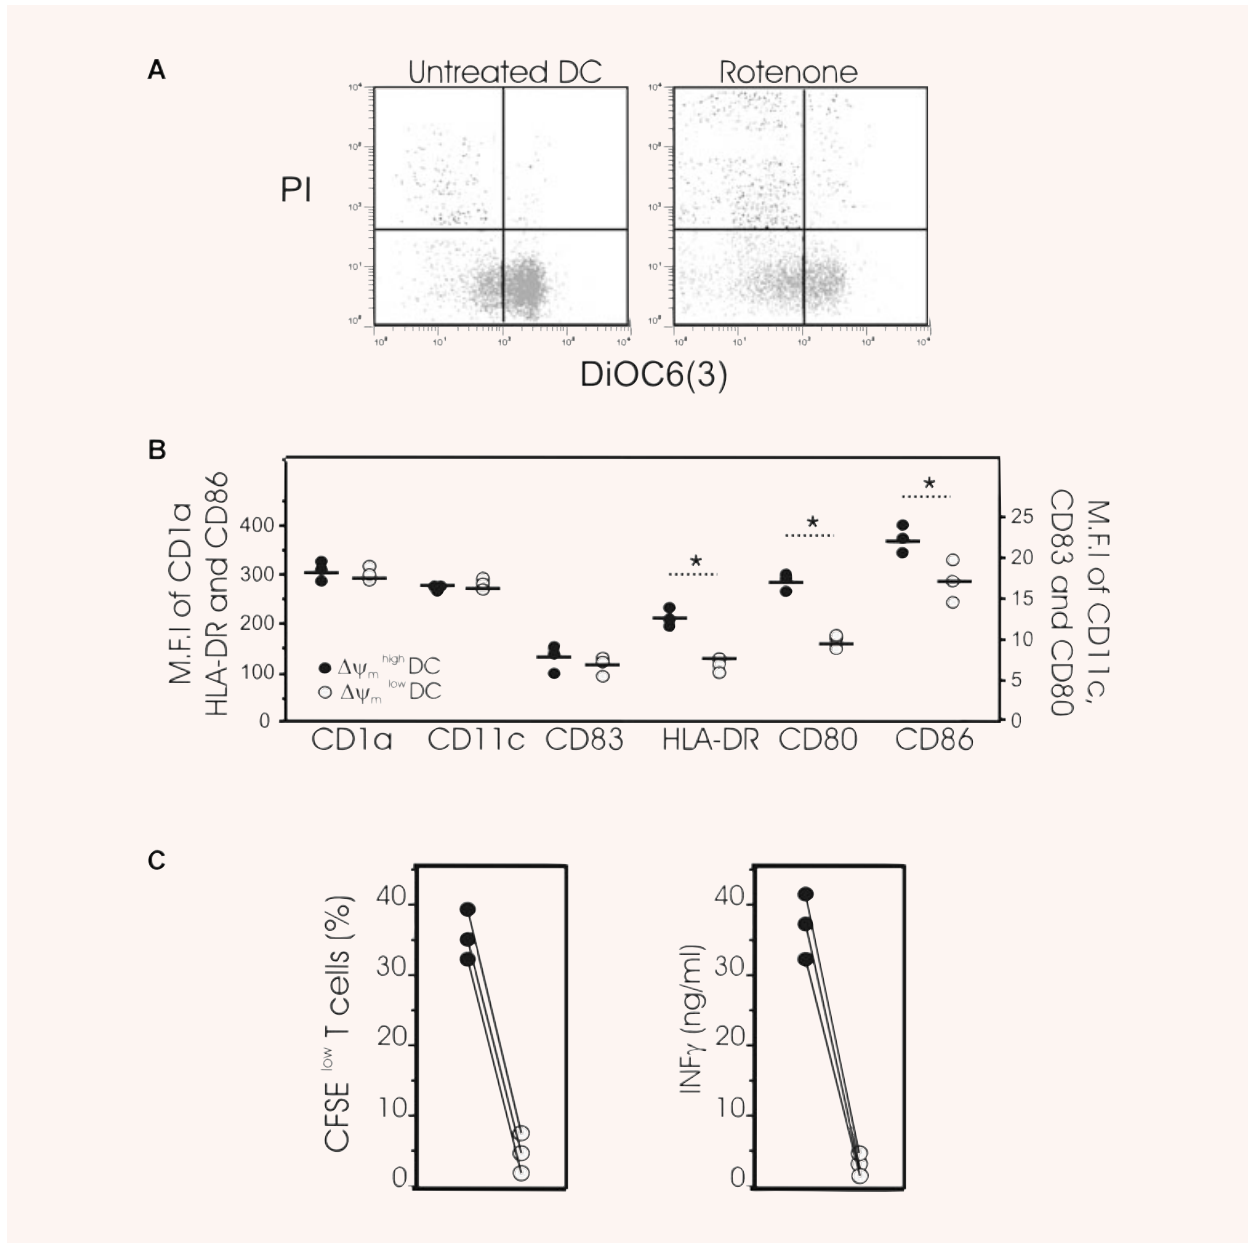 A
Untreated DC
Rotenone
PI
DiOC6(3)
B
M.F.I of CD1a
HLA-DR and CD86
400
300
200
100
0
Δψm high DC
Δψm low DC
*
*
*
25
20
15
10
5
0
M.F.I of CD11c,
CD83 and CD80
CD1a CD11c CD83 HLA-DR CD80 CD86
C
CFSE low T cells (%)
40
30
20
10
0
INFγ (ng/ml)
40
30
20
10
0